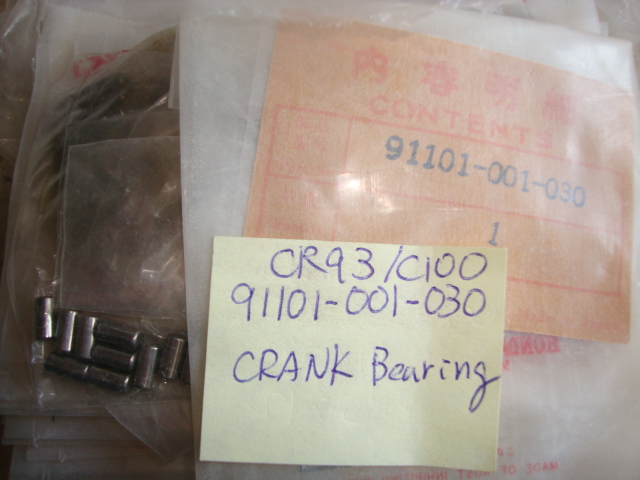 内容明細
CONTENTS
91101-001-030
1
CR93/C100
91101-001-030
CRANK Bearing